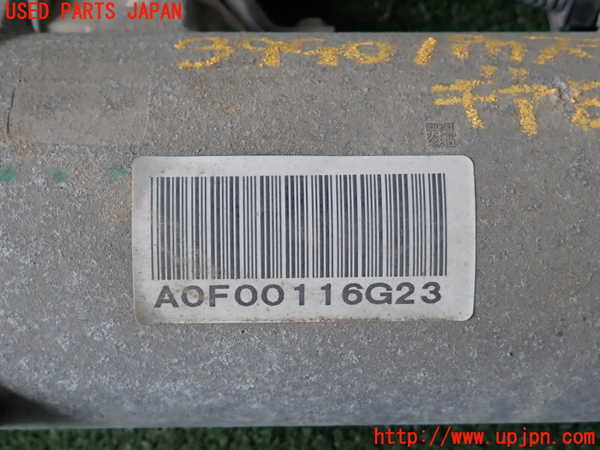 USED PARTS JAPAN
A0F00116G23
http://www.upjpn.com/